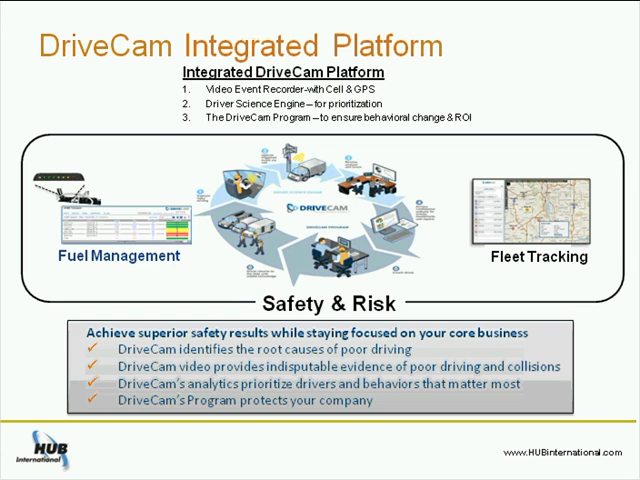 DriveCam Integrated Platform
Integrated DriveCam Platform
1. Video Event Recorder-with Cell & GPS
2. Driver Science Engine – for prioritization
3. The DriveCam Program – to ensure behavioral change & ROI
DRIVECAM
Fuel Management
Fleet Tracking
Safety & Risk
Achieve superior safety results while staying focused on your core business
✓ DriveCam identifies the root causes of poor driving
✓ DriveCam video provides indisputable evidence of poor driving and collisions
✓ DriveCam's analytics prioritize drivers and behaviors that matter most
✓ DriveCam's Program protects your company
HUB
International
www.HUBinternational.com